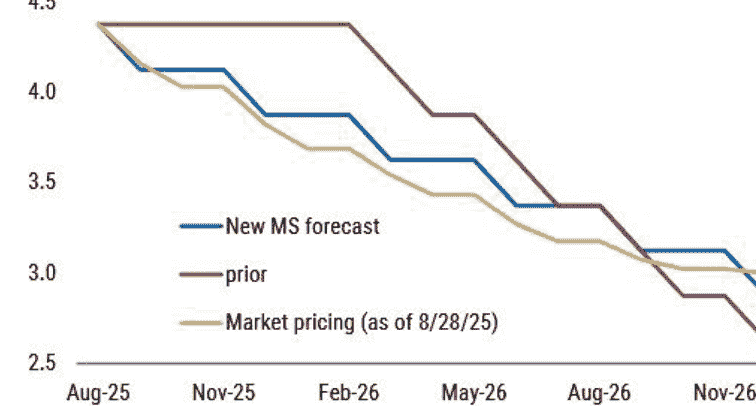 4.5
4.0
3.5
New MS forecast
3.0
prior
Market pricing (as of 8/28/25)
2.5
Aug-25 Nov-25 Feb-26 May-26 Aug-26 Nov-26